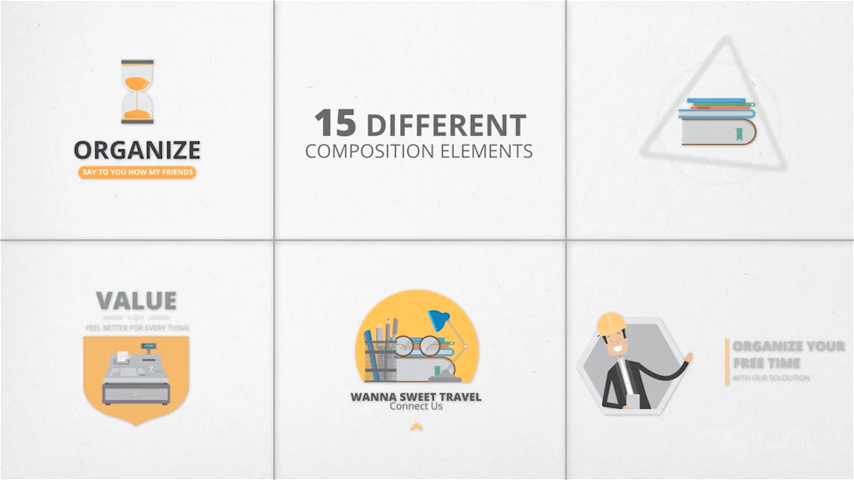 ORGANIZE
SAY TO YOU HOW MY FRIENDS
15 DIFFERENT
COMPOSITION ELEMENTS
VALUE
FEEL BETTER FOR EVERY THING
WANNA SWEET TRAVEL
Connect Us
ORGANIZE YOUR
FREE TIME
WITH OUR SOLOUTION